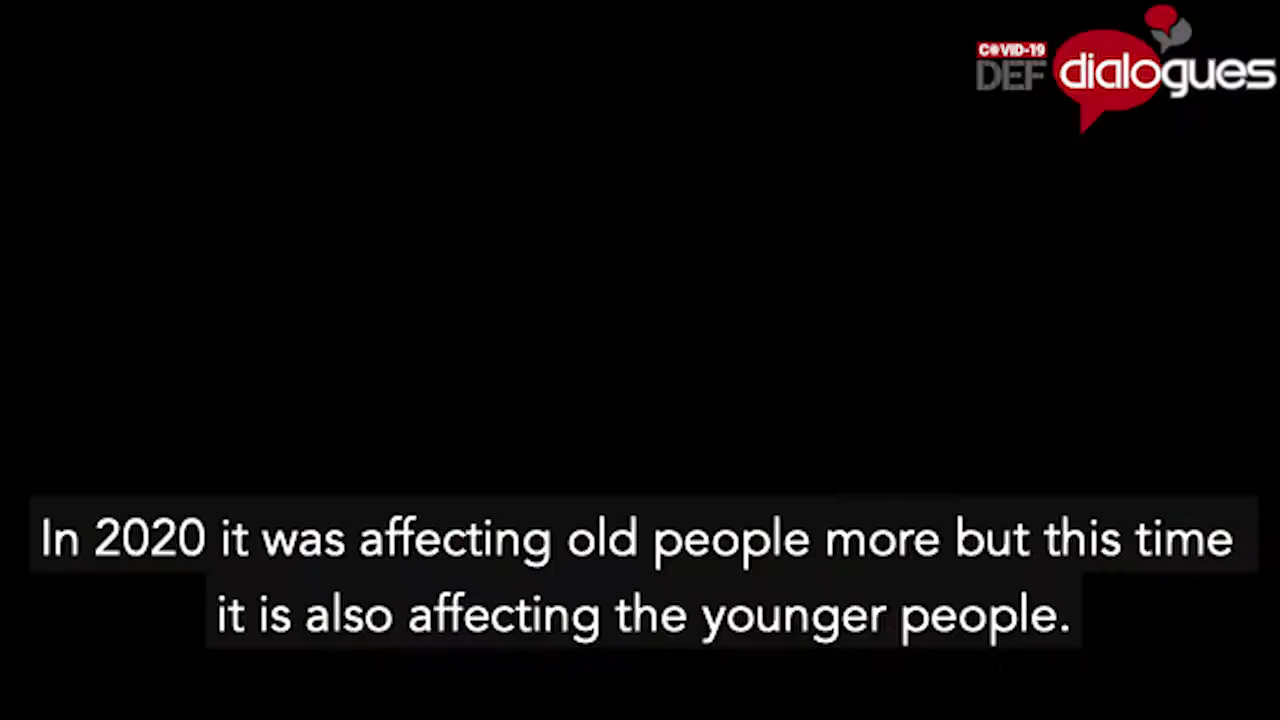 COVID-19
DEF dialogues
In 2020 it was affecting old people more but this time
it is also affecting the younger people.